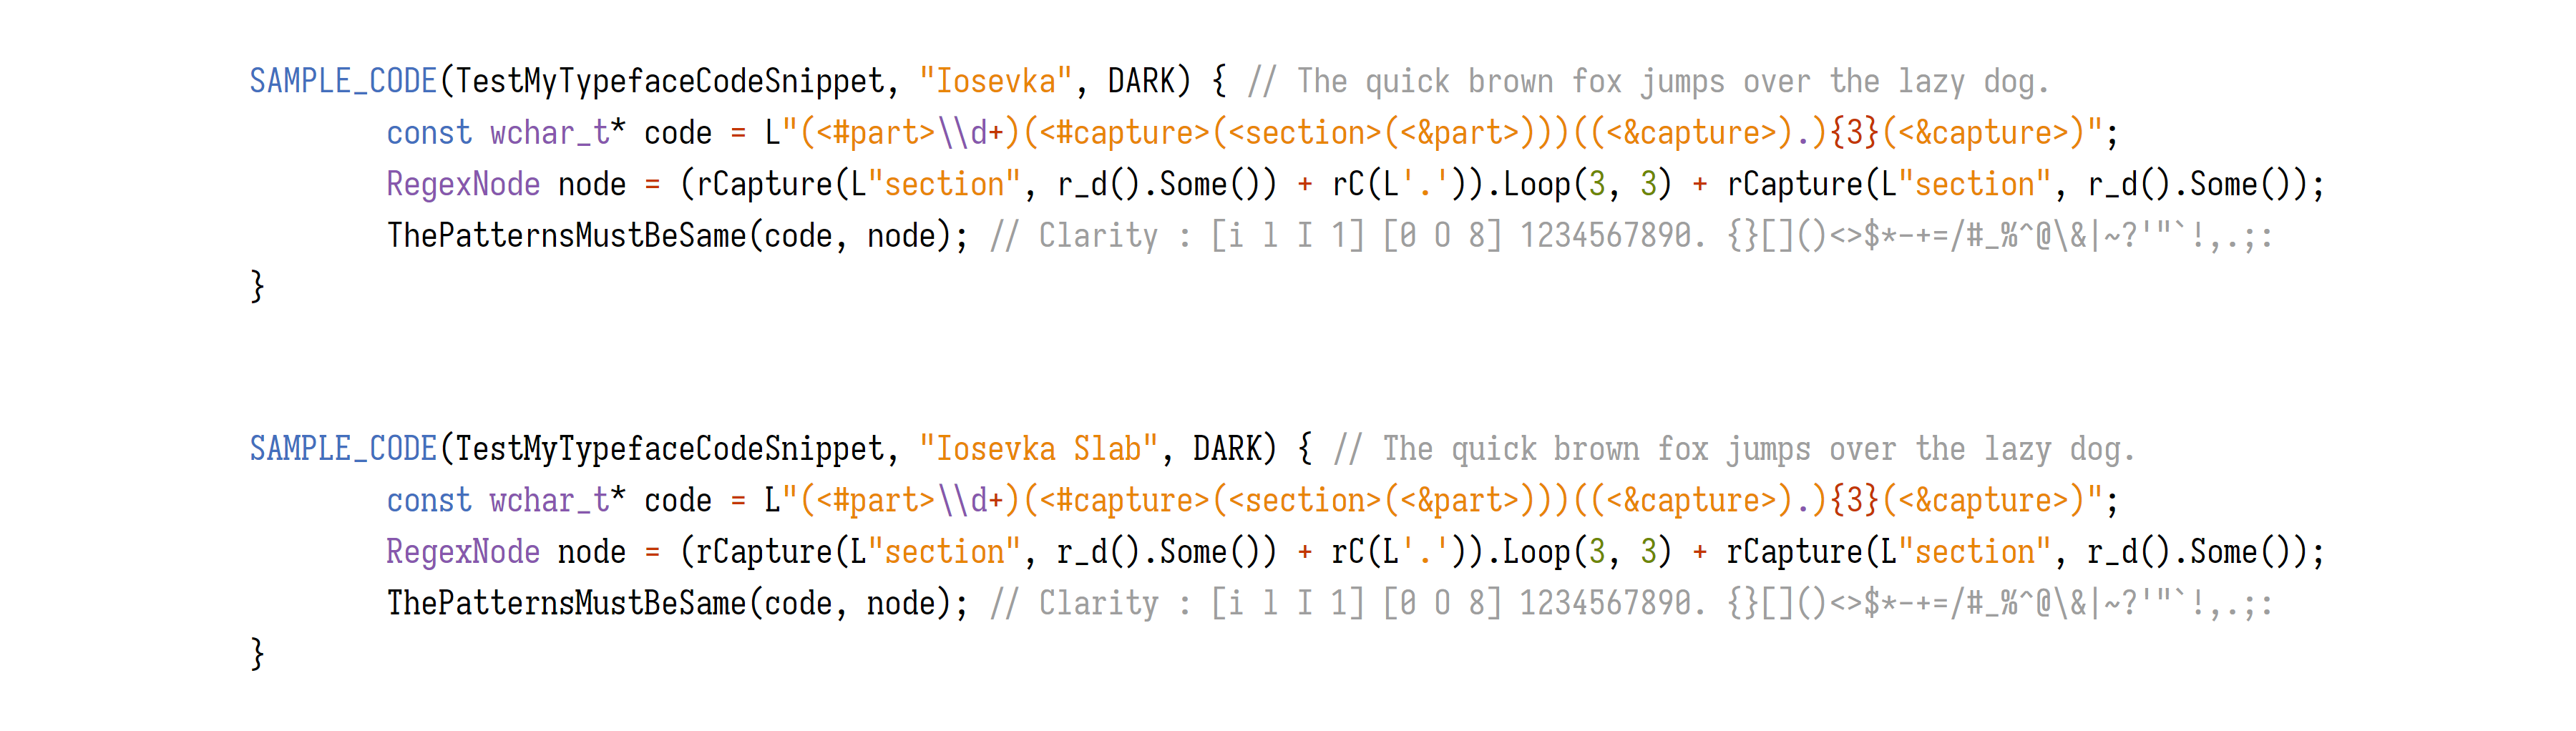 SAMPLE_CODE(TestMyTypefaceCodeSnippet, "Iosevka", DARK) { // The quick brown fox jumps over the lazy dog.
        const wchar_t* code = L"(<#part>\\d+)(<#capture>(<section>(<&part>)))((<&capture>).){3}(<&capture>)";
        RegexNode node = (rCapture(L"section", r_d().Some()) + rC(L'.')).Loop(3, 3) + rCapture(L"section", r_d().Some());
        ThePatternsMustBeSame(code, node); // Clarity : [i l I 1] [0 O 8] 1234567890. {}[]()<>$*-+=/#_%^@\&|~?'"`!,.;:
}
SAMPLE_CODE(TestMyTypefaceCodeSnippet, "Iosevka Slab", DARK) { // The quick brown fox jumps over the lazy dog.
        const wchar_t* code = L"(<#part>\\d+)(<#capture>(<section>(<&part>)))((<&capture>).){3}(<&capture>)";
        RegexNode node = (rCapture(L"section", r_d().Some()) + rC(L'.')).Loop(3, 3) + rCapture(L"section", r_d().Some());
        ThePatternsMustBeSame(code, node); // Clarity : [i l I 1] [0 O 8] 1234567890. {}[]()<>$*-+=/#_%^@\&|~?'"`!,.;:
}